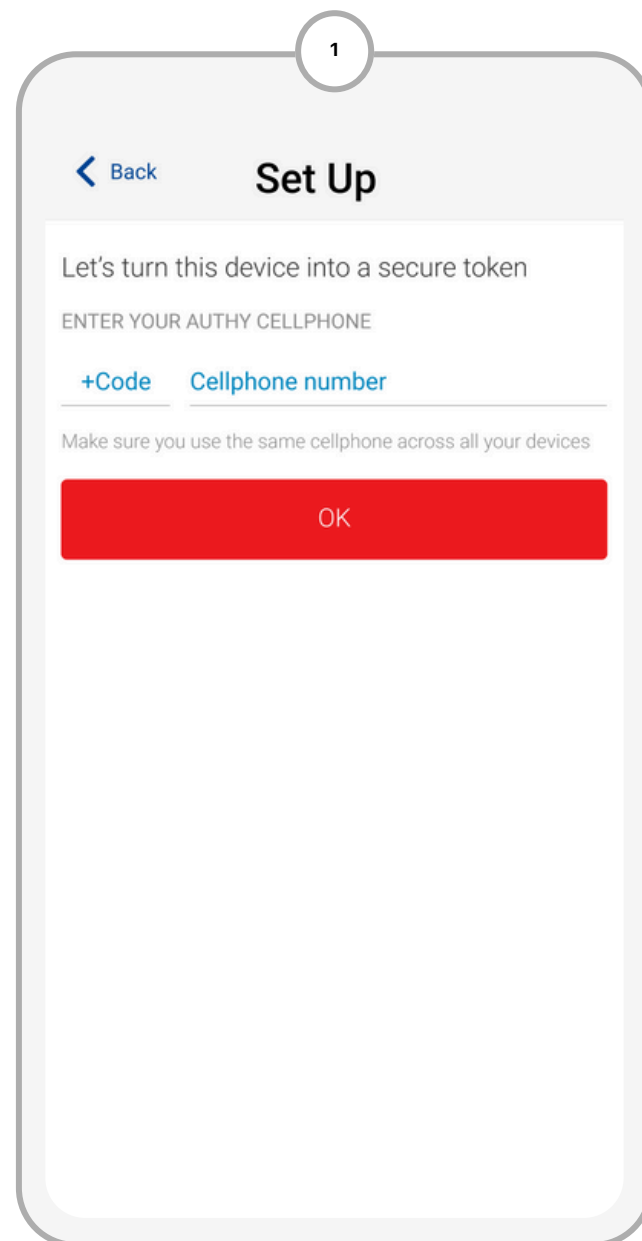 1
Back
Set Up
Let's turn this device into a secure token
ENTER YOUR AUTHY CELLPHONE
+Code Cellphone number
Make sure you use the same cellphone across all your devices
OK